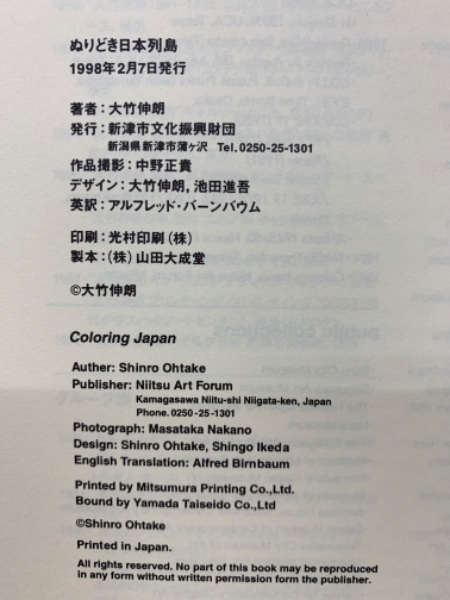 ぬりどき日本列島
1998年2月7日発行
著者：大竹伸朗
発行：新津市文化振興財団
新潟県新津市蒲ヶ沢 Tel.0250-25-1301
作品撮影：中野正貴
デザイン：大竹伸朗, 池田進吾
英訳：アルフレッド・バーンバウム
印刷：光村印刷（株）
製本：（株）山田大成堂
©大竹伸朗
Coloring Japan
Auther: Shinro Ohtake
Publisher: Niitsu Art Forum
Kamagasawa Niitu-shi Niigata-ken, Japan
Phone. 0250-25-1301
Photograph: Masataka Nakano
Design: Shinro Ohtake, Shingo Ikeda
English Translation: Alfred Birnbaum
Printed by Mitsumura Printing Co.,Ltd.
Bound by Yamada Taiseido Co.,Ltd
©Shinro Ohtake
Printed in Japan.
All rights reserved. No part of this book may be reproduced
in any form without written permission form the publisher.